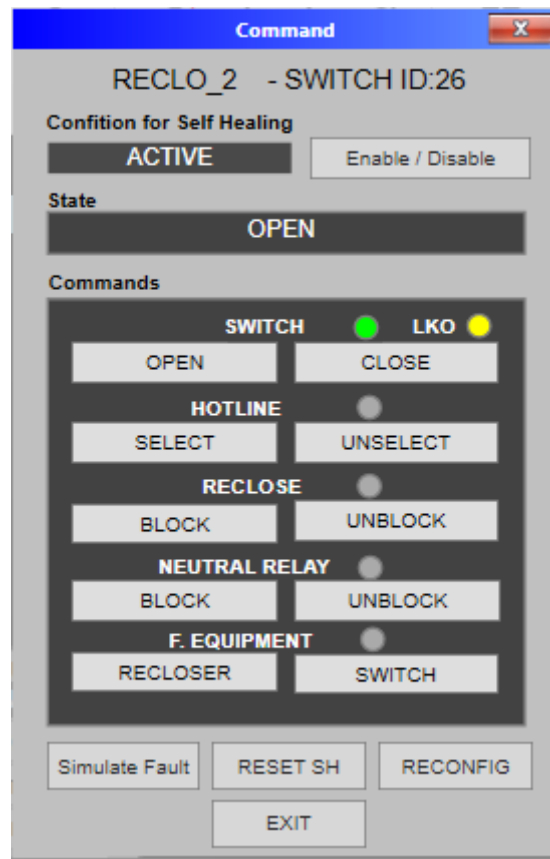 Command
x
RECLO_2 - SWITCH ID:26
Confition for Self Healing
ACTIVE Enable / Disable
State
OPEN
Commands
SWITCH LKO
OPEN CLOSE
HOTLINE
SELECT UNSELECT
RECLOSE
BLOCK UNBLOCK
NEUTRAL RELAY
BLOCK UNBLOCK
F. EQUIPMENT
RECLOSER SWITCH
Simulate Fault RESET SH RECONFIG
EXIT